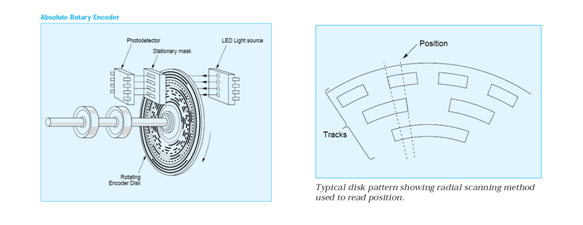 Absolute Rotary Encoder
Photodetector
LED Light source
Stationary mask
Rotating
Encoder Disk
Position
Tracks
Typical disk pattern showing radial scanning method
used to read position.